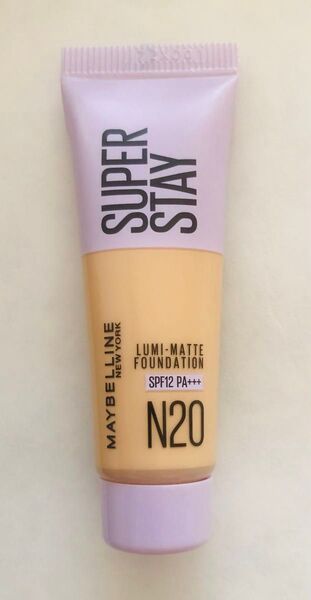 SUPER
STAY
MAYBELLINE
NEW YORK
LUMI-MATTE
FOUNDATION
SPF12 PA+++
N20